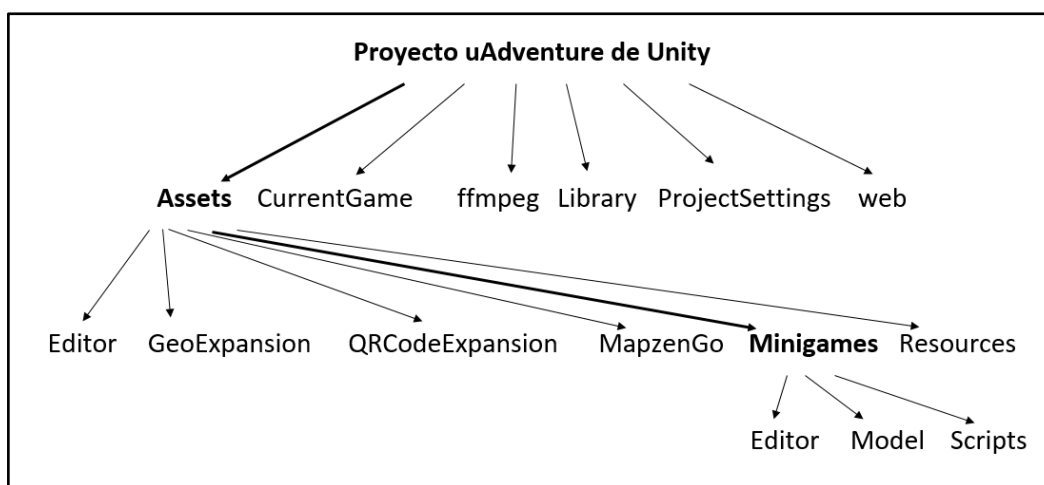 Proyecto uAdventure de Unity
Assets CurrentGame ffmpeg Library ProjectSettings web
Editor GeoExpansion QRCodeExpansion MapzenGo Minigames Resources
Editor Model Scripts